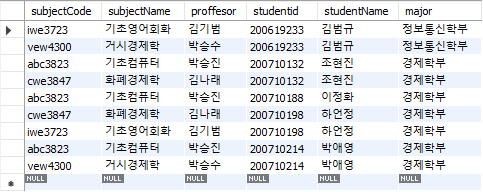 subjectCode subjectName proffesor studentid studentName major
iwe3723 기초영어회화 김기범 200619233 김범규 정보통신학부
vew4300 거시경제학 박승수 200619233 김범규 정보통신학부
abc3823 기초컴퓨터 박승진 200710132 조현진 경제학부
cwe3847 화폐경제학 김나래 200710132 조현진 경제학부
abc3823 기초컴퓨터 박승진 200710188 이정화 경제학부
cwe3847 화폐경제학 김나래 200710198 하언정 경제학부
iwe3723 기초영어회화 김기범 200710198 하언정 경제학부
abc3823 기초컴퓨터 박승진 200710214 박애영 경제학부
vew4300 거시경제학 박승수 200710214 박애영 경제학부
NULL NULL NULL NULL NULL NULL